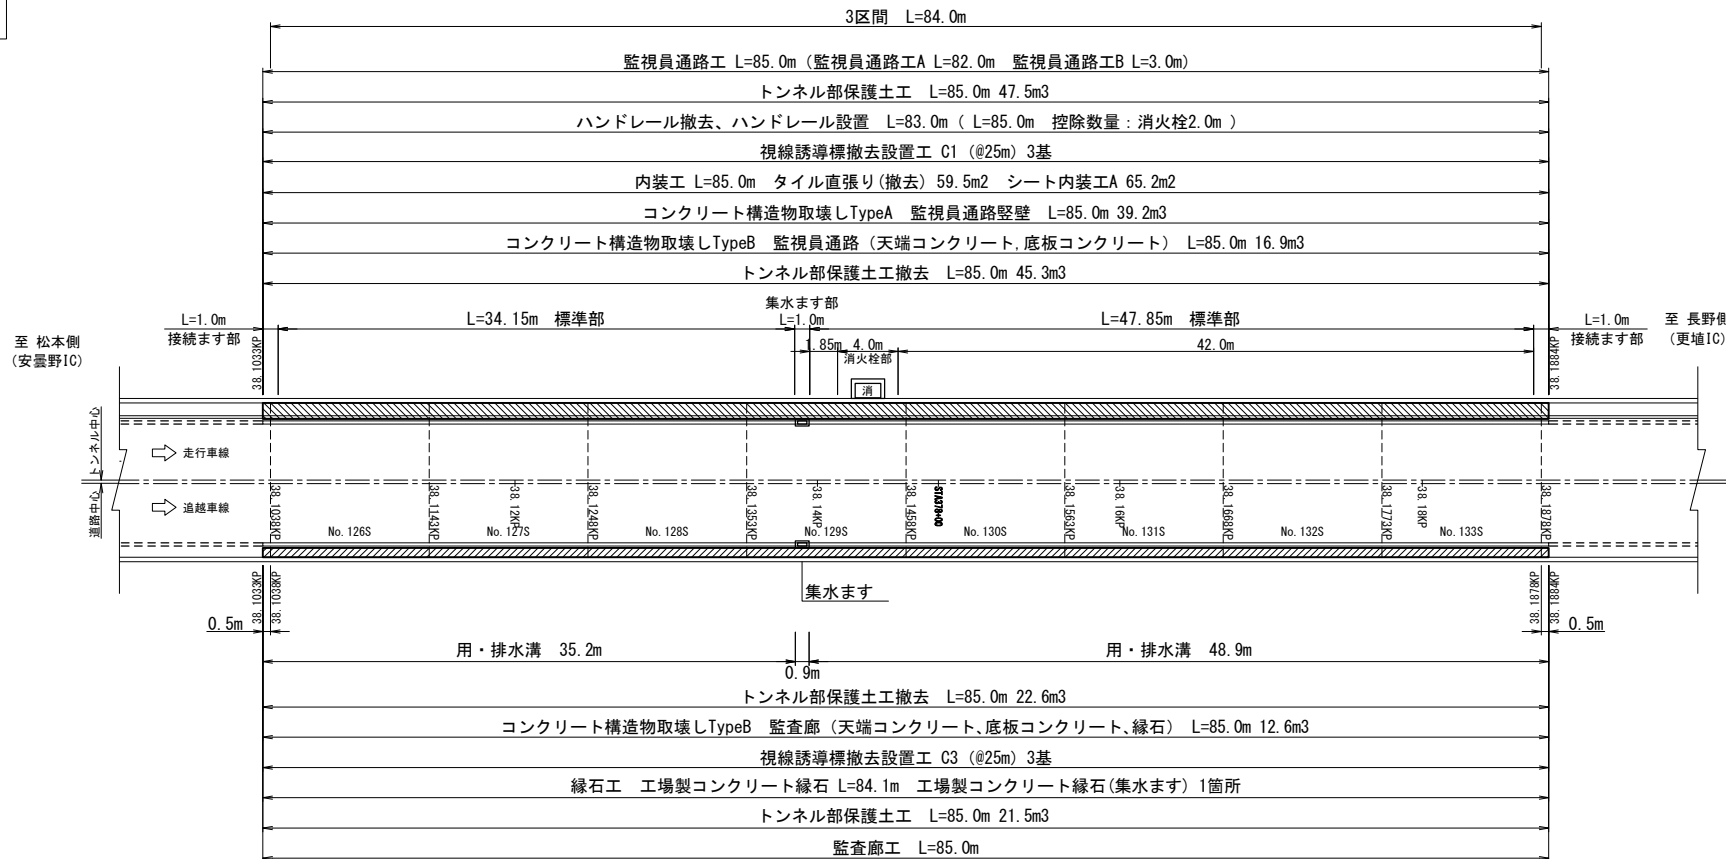 3区間 L=84.0m
監視員通路工 L=85.0m (監視員通路工A L=82.0m 監視員通路工B L=3.0m)
トンネル部保護土工 L=85.0m 47.5m3
ハンドレール撤去、ハンドレール設置 L=83.0m ( L=85.0m 控除数量:消火栓2.0m )
視線誘導標撤去設置工 C1 (@25m) 3基
内装工 L=85.0m タイル直張り(撤去) 59.5m2 シート内装工A 65.2m2
コンクリート構造物取壊しTypeA 監視員通路竪壁 L=85.0m 39.2m3
コンクリート構造物取壊しTypeB 監視員通路 (天端コンクリート,底板コンクリート) L=85.0m 16.9m3
トンネル部保護土工撤去 L=85.0m 45.3m3
集水ます部
L=1.0m L=34.15m 標準部 L=1.0m L=47.85m 標準部 L=1.0m
接続ます部 接続ます部
至 松本側
(安曇野IC)
至 長野側
(更埴IC)
1.85m 4.0m 42.0m
消火栓部
38.1033KP
38.1884KP
消
トンネル中心
道路中心
走行車線
追越車線
38.1038KP
38.1143KP
38.12KP
38.1248KP
38.1353KP
38.14KP
38.1458KP
STA378+00
38.1563KP
38.16KP
38.1668KP
38.1773KP
38.18KP
38.1878KP
No.126S No.127S No.128S No.129S No.130S No.131S No.132S No.133S
38.1033KP
38.1038KP
38.1878KP
38.1884KP
集水ます
0.5m 0.5m
用・排水溝 35.2m 用・排水溝 48.9m
0.9m
トンネル部保護土工撤去 L=85.0m 22.6m3
コンクリート構造物取壊しTypeB 監査廊 (天端コンクリート、底板コンクリート、縁石) L=85.0m 12.6m3
視線誘導標撤去設置工 C3 (@25m) 3基
縁石工 工場製コンクリート縁石 L=84.1m 工場製コンクリート縁石(集水ます) 1箇所
トンネル部保護土工 L=85.0m 21.5m3
監査廊工 L=85.0m